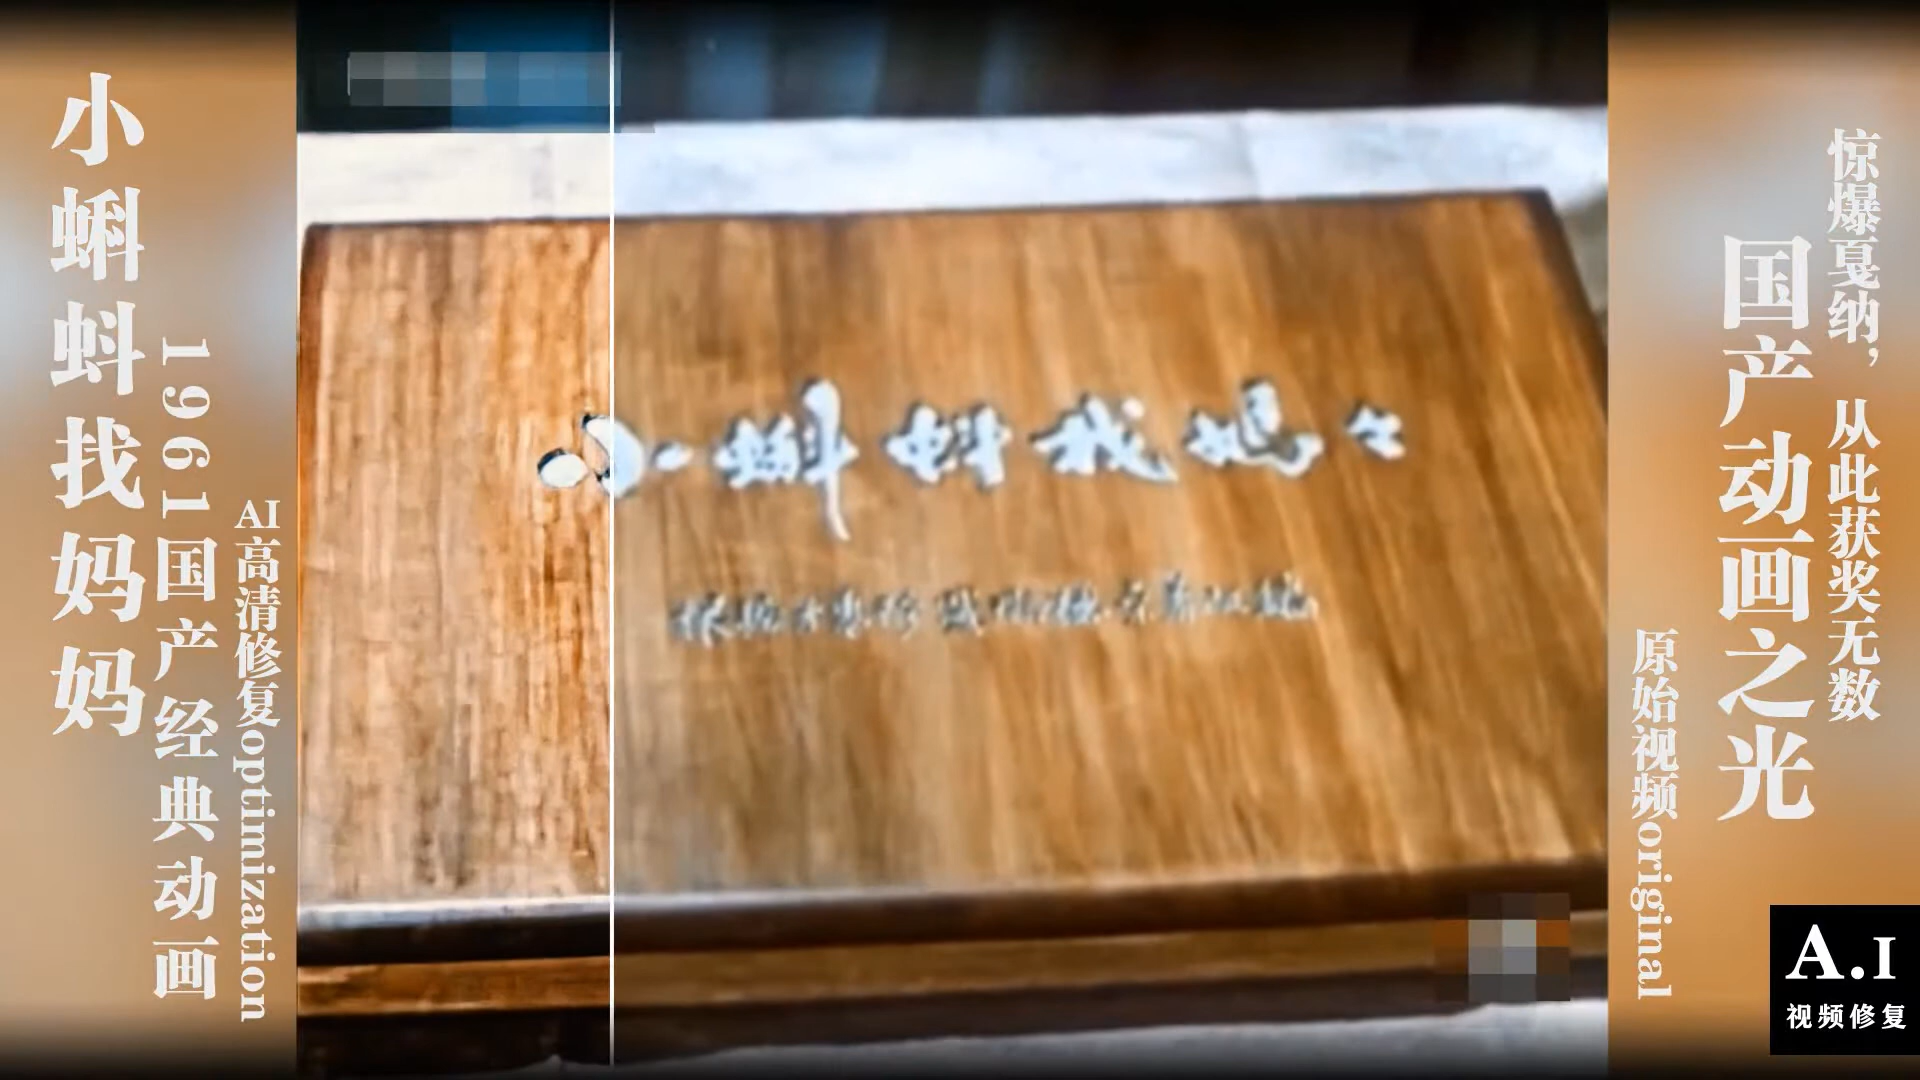 小蝌蚪找妈妈
1961国产经典动画
AI高清修复optimization
小蝌蚪找妈々
惊爆戛纳，从此获奖无数
国产动画之光
原始视频original
A.I
视频修复